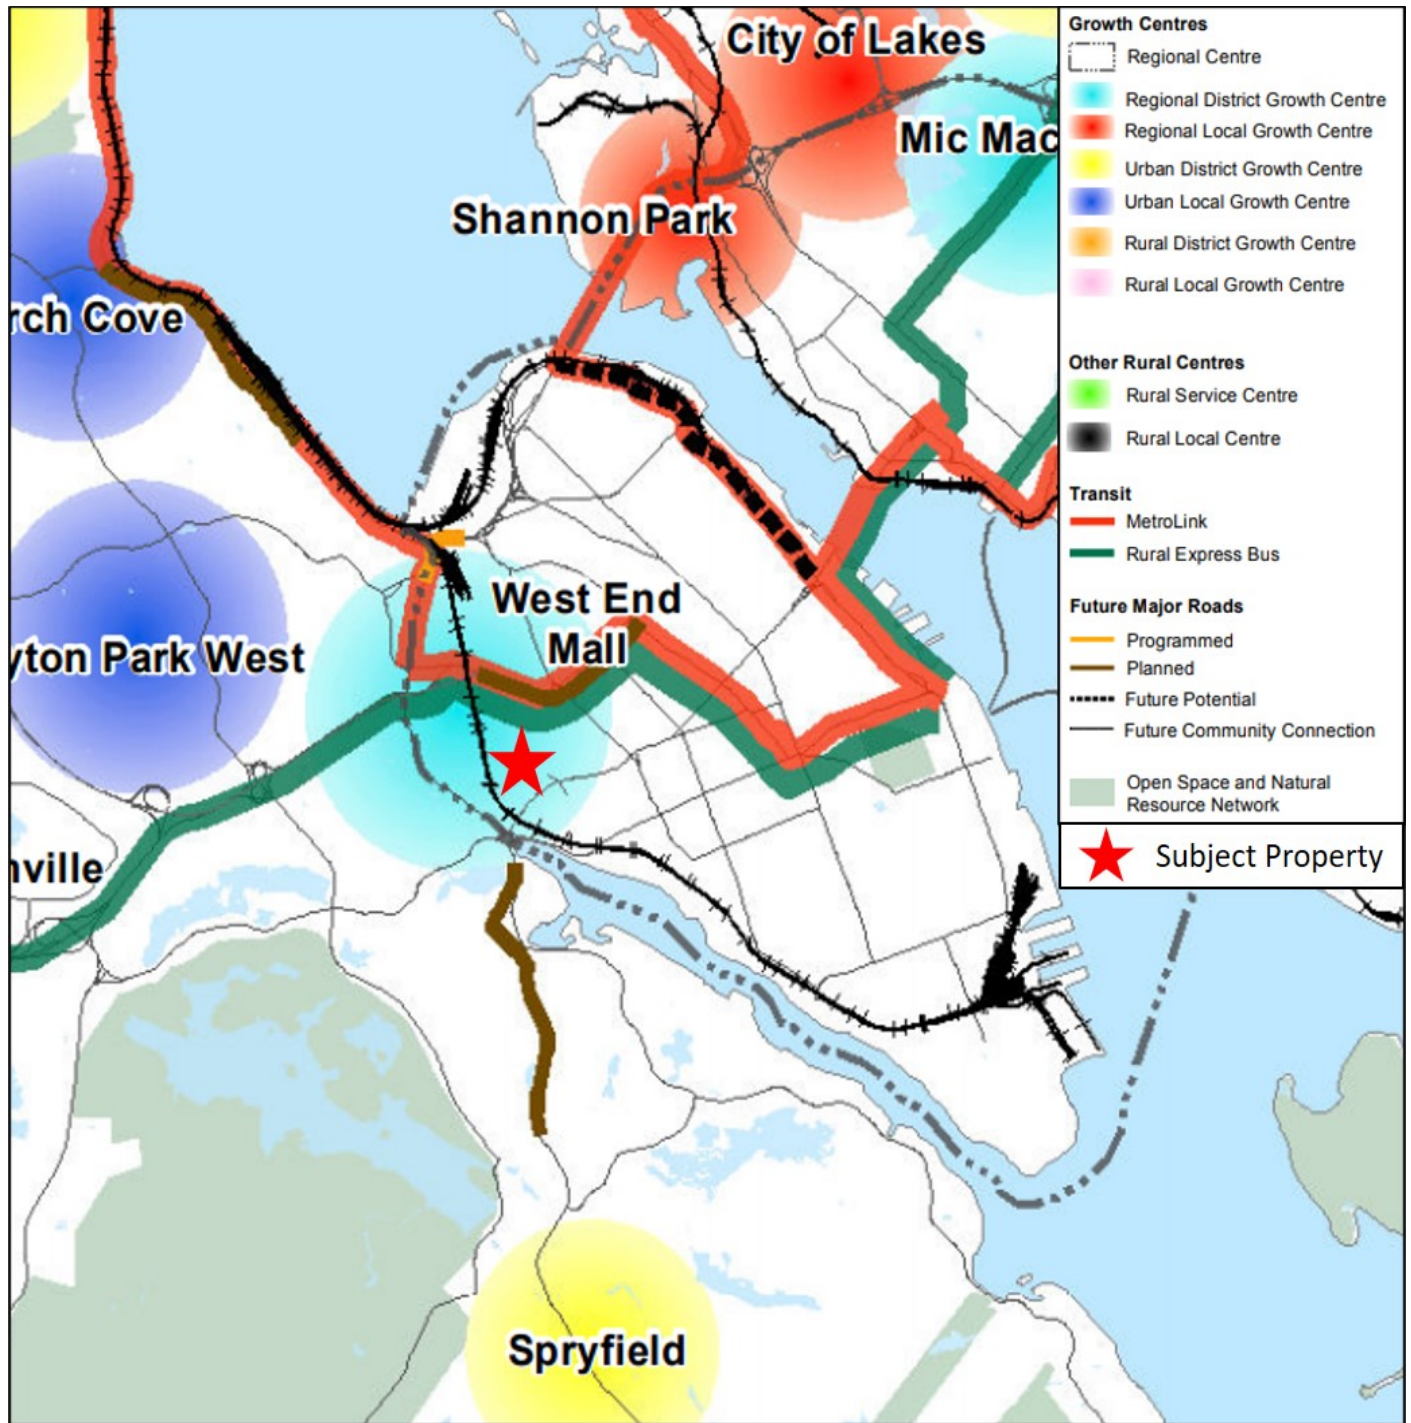 City of Lakes
Mic Mac
Shannon Park
rch Cove
West End
Mall
yton Park West
nville
Spryfield
Growth Centres
Regional Centre
Regional District Growth Centre
Regional Local Growth Centre
Urban District Growth Centre
Urban Local Growth Centre
Rural District Growth Centre
Rural Local Growth Centre
Other Rural Centres
Rural Service Centre
Rural Local Centre
Transit
MetroLink
Rural Express Bus
Future Major Roads
Programmed
Planned
Future Potential
Future Community Connection
Open Space and Natural
Resource Network
Subject Property